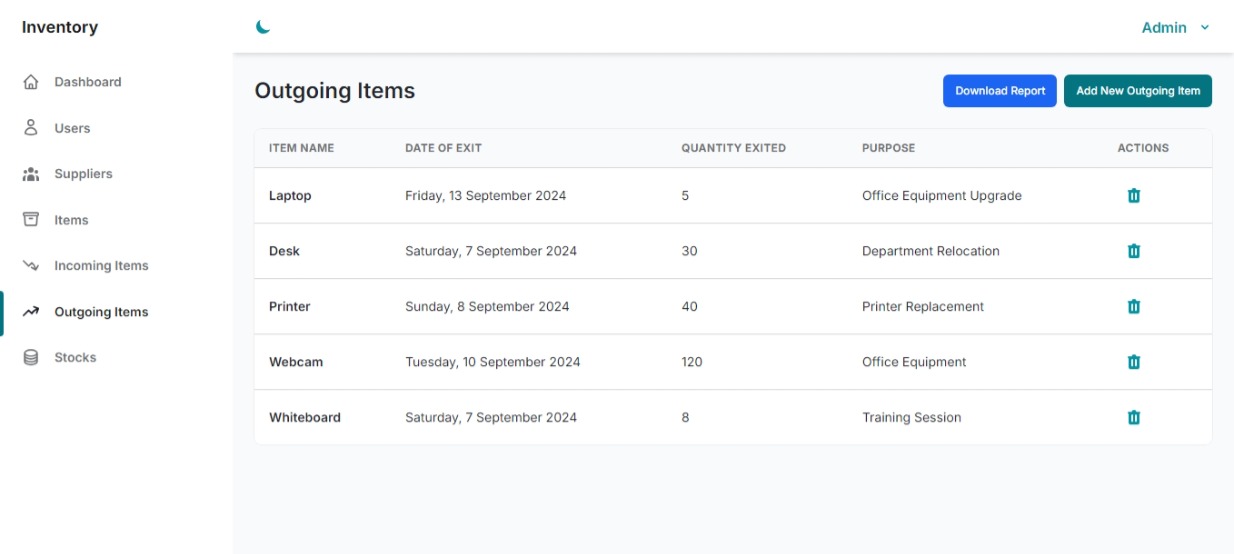 Inventory
Admin
Dashboard
Users
Suppliers
Items
Incoming Items
Outgoing Items
Stocks
Outgoing Items
Download Report
Add New Outgoing Item
ITEM NAME DATE OF EXIT QUANTITY EXITED PURPOSE ACTIONS
Laptop Friday, 13 September 2024 5 Office Equipment Upgrade
Desk Saturday, 7 September 2024 30 Department Relocation
Printer Sunday, 8 September 2024 40 Printer Replacement
Webcam Tuesday, 10 September 2024 120 Office Equipment
Whiteboard Saturday, 7 September 2024 8 Training Session